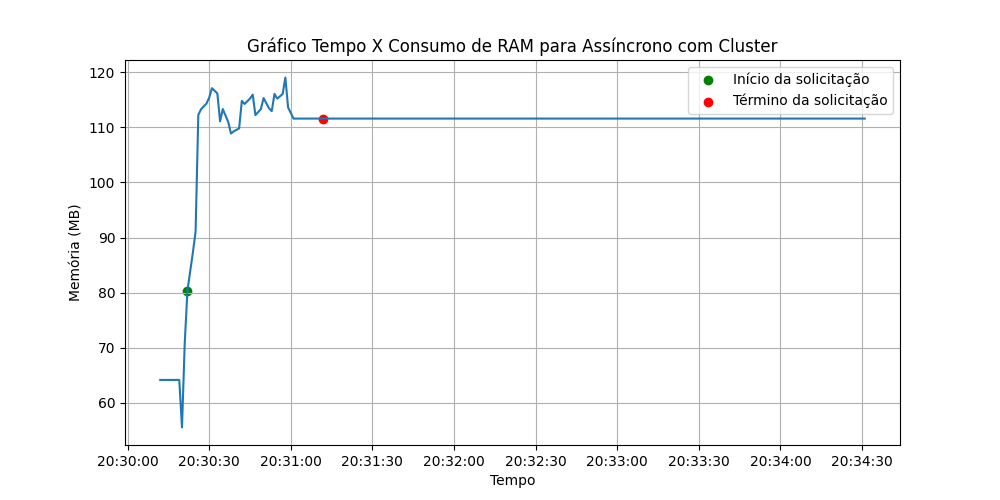 Gráfico Tempo X Consumo de RAM para Assíncrono com Cluster
Início da solicitação
Término da solicitação
Memória (MB)
120
110
100
90
80
70
60
20:30:00 20:30:30 20:31:00 20:31:30 20:32:00 20:32:30 20:33:00 20:33:30 20:34:00 20:34:30
Tempo